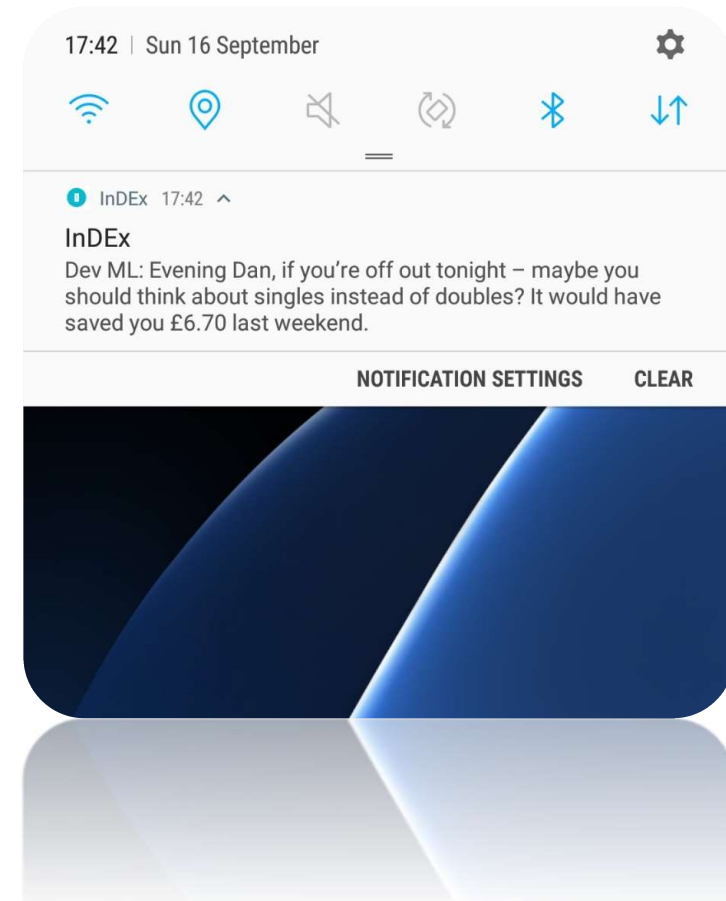 17:42 | Sun 16 September
InDEx 17:42
InDEx
Dev ML: Evening Dan, if you’re off out tonight – maybe you
should think about singles instead of doubles? It would have
saved you £6.70 last weekend.
NOTIFICATION SETTINGS CLEAR